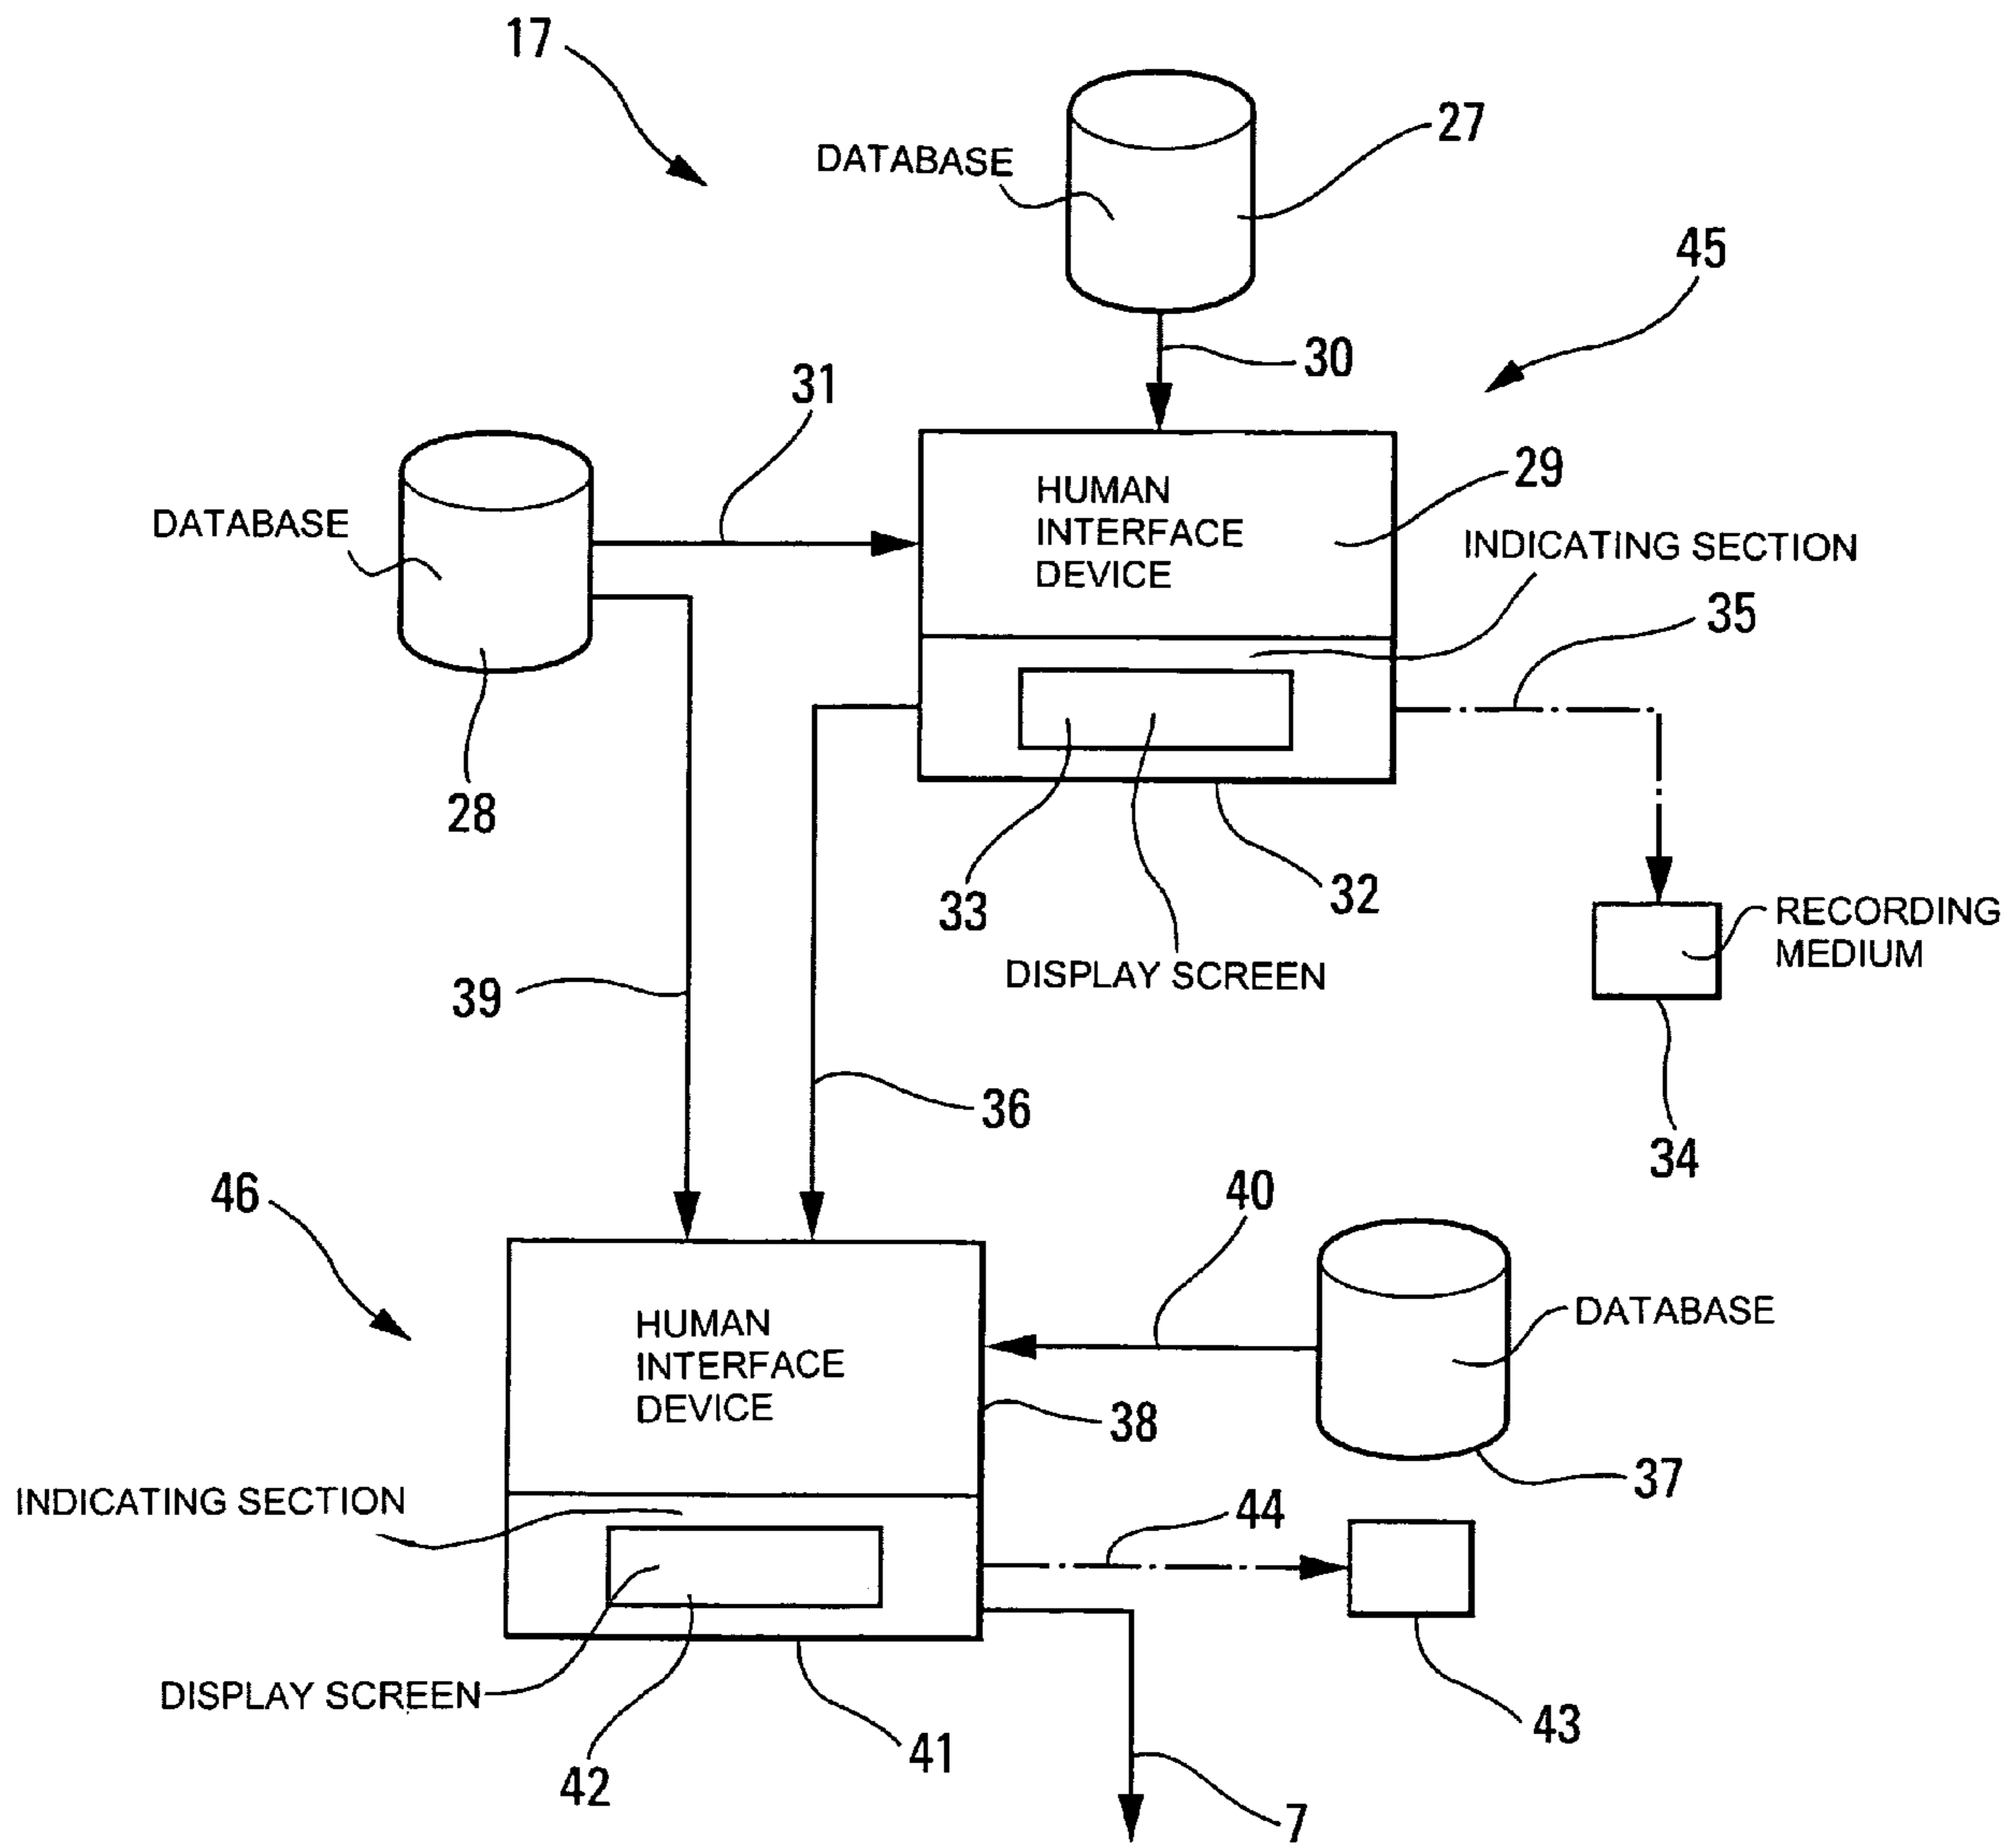 17
27
DATABASE
45
30
31
29
HUMAN
INTERFACE
DEVICE
DATABASE
INDICATING SECTION
35
28
33
32
RECORDING
MEDIUM
DISPLAY SCREEN
39
36
34
46
40
HUMAN
INTERFACE
DEVICE
DATABASE
38
37
INDICATING SECTION
44
DISPLAY SCREEN
43
42
41
7